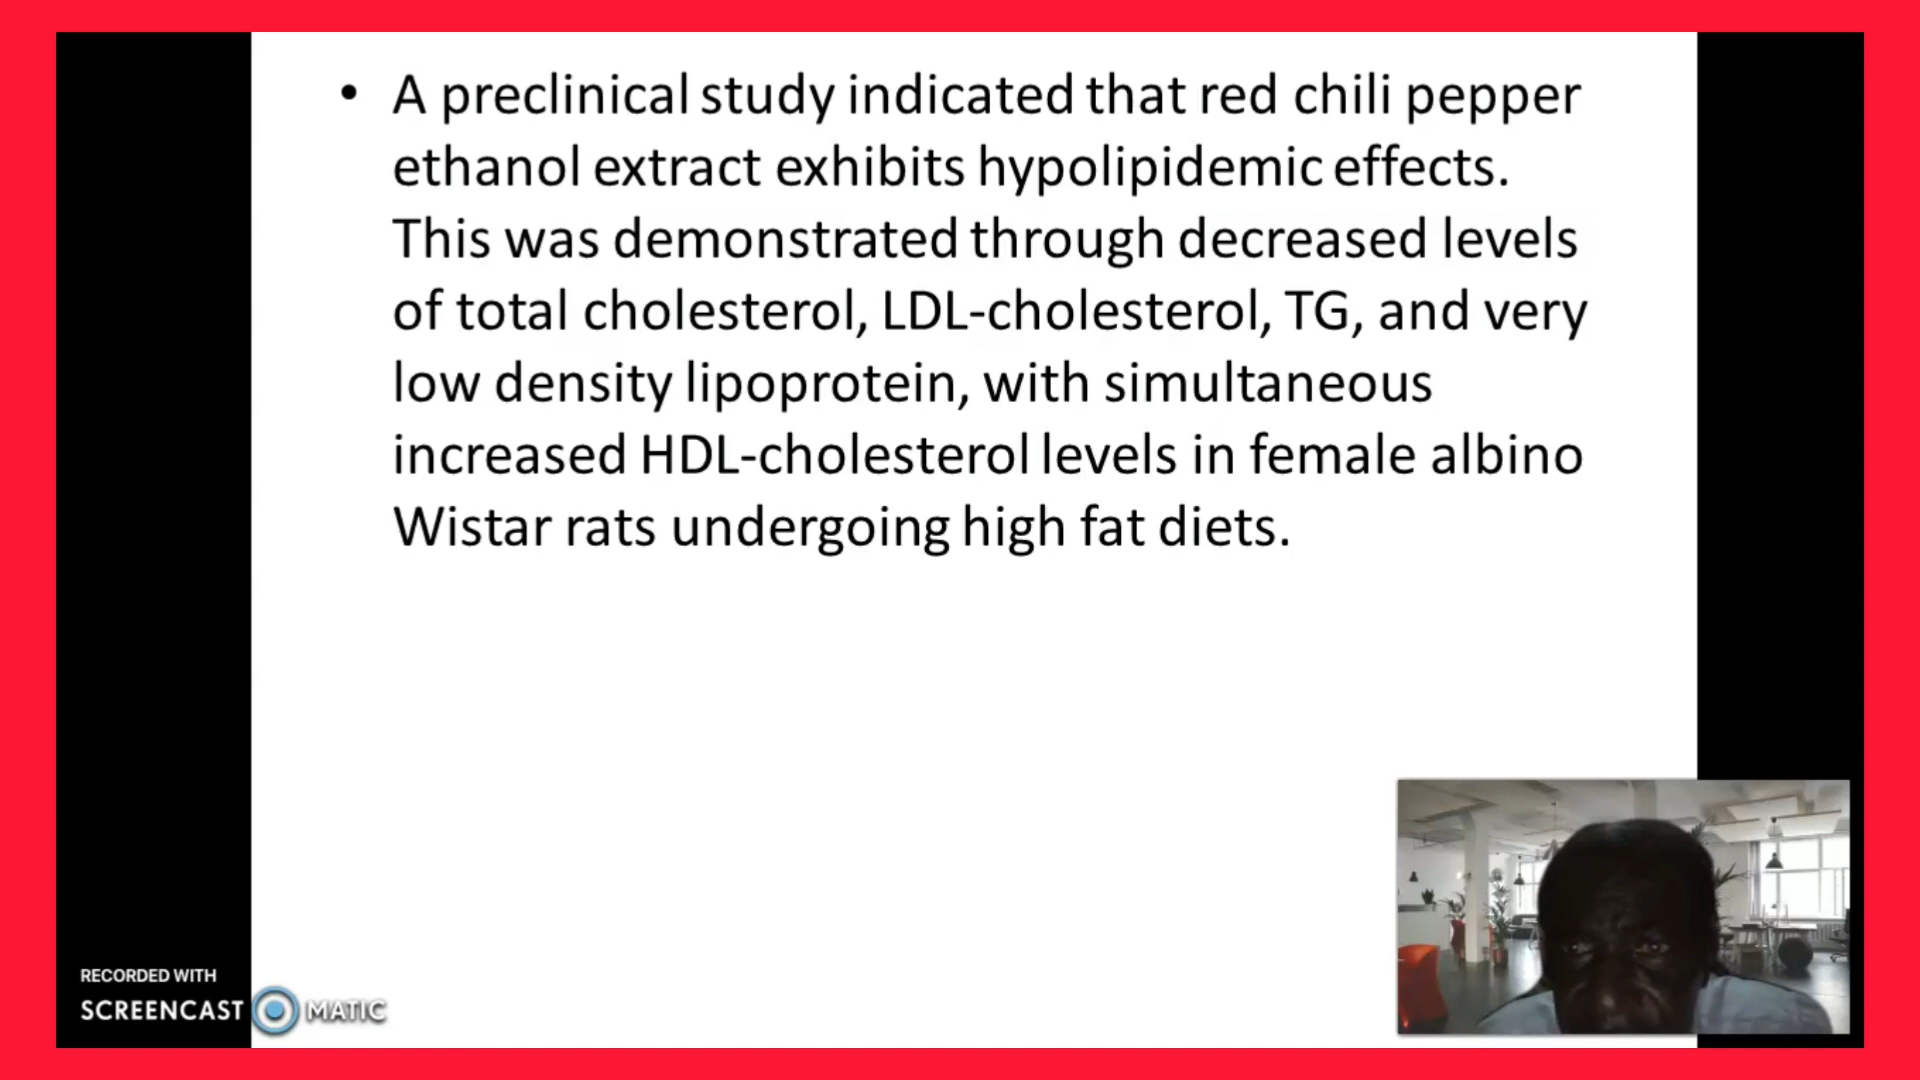 • A preclinical study indicated that red chili pepper
ethanol extract exhibits hypolipidemic effects.
This was demonstrated through decreased levels
of total cholesterol, LDL-cholesterol, TG, and very
low density lipoprotein, with simultaneous
increased HDL-cholesterol levels in female albino
Wistar rats undergoing high fat diets.
RECORDED WITH
SCREENCAST MATIC